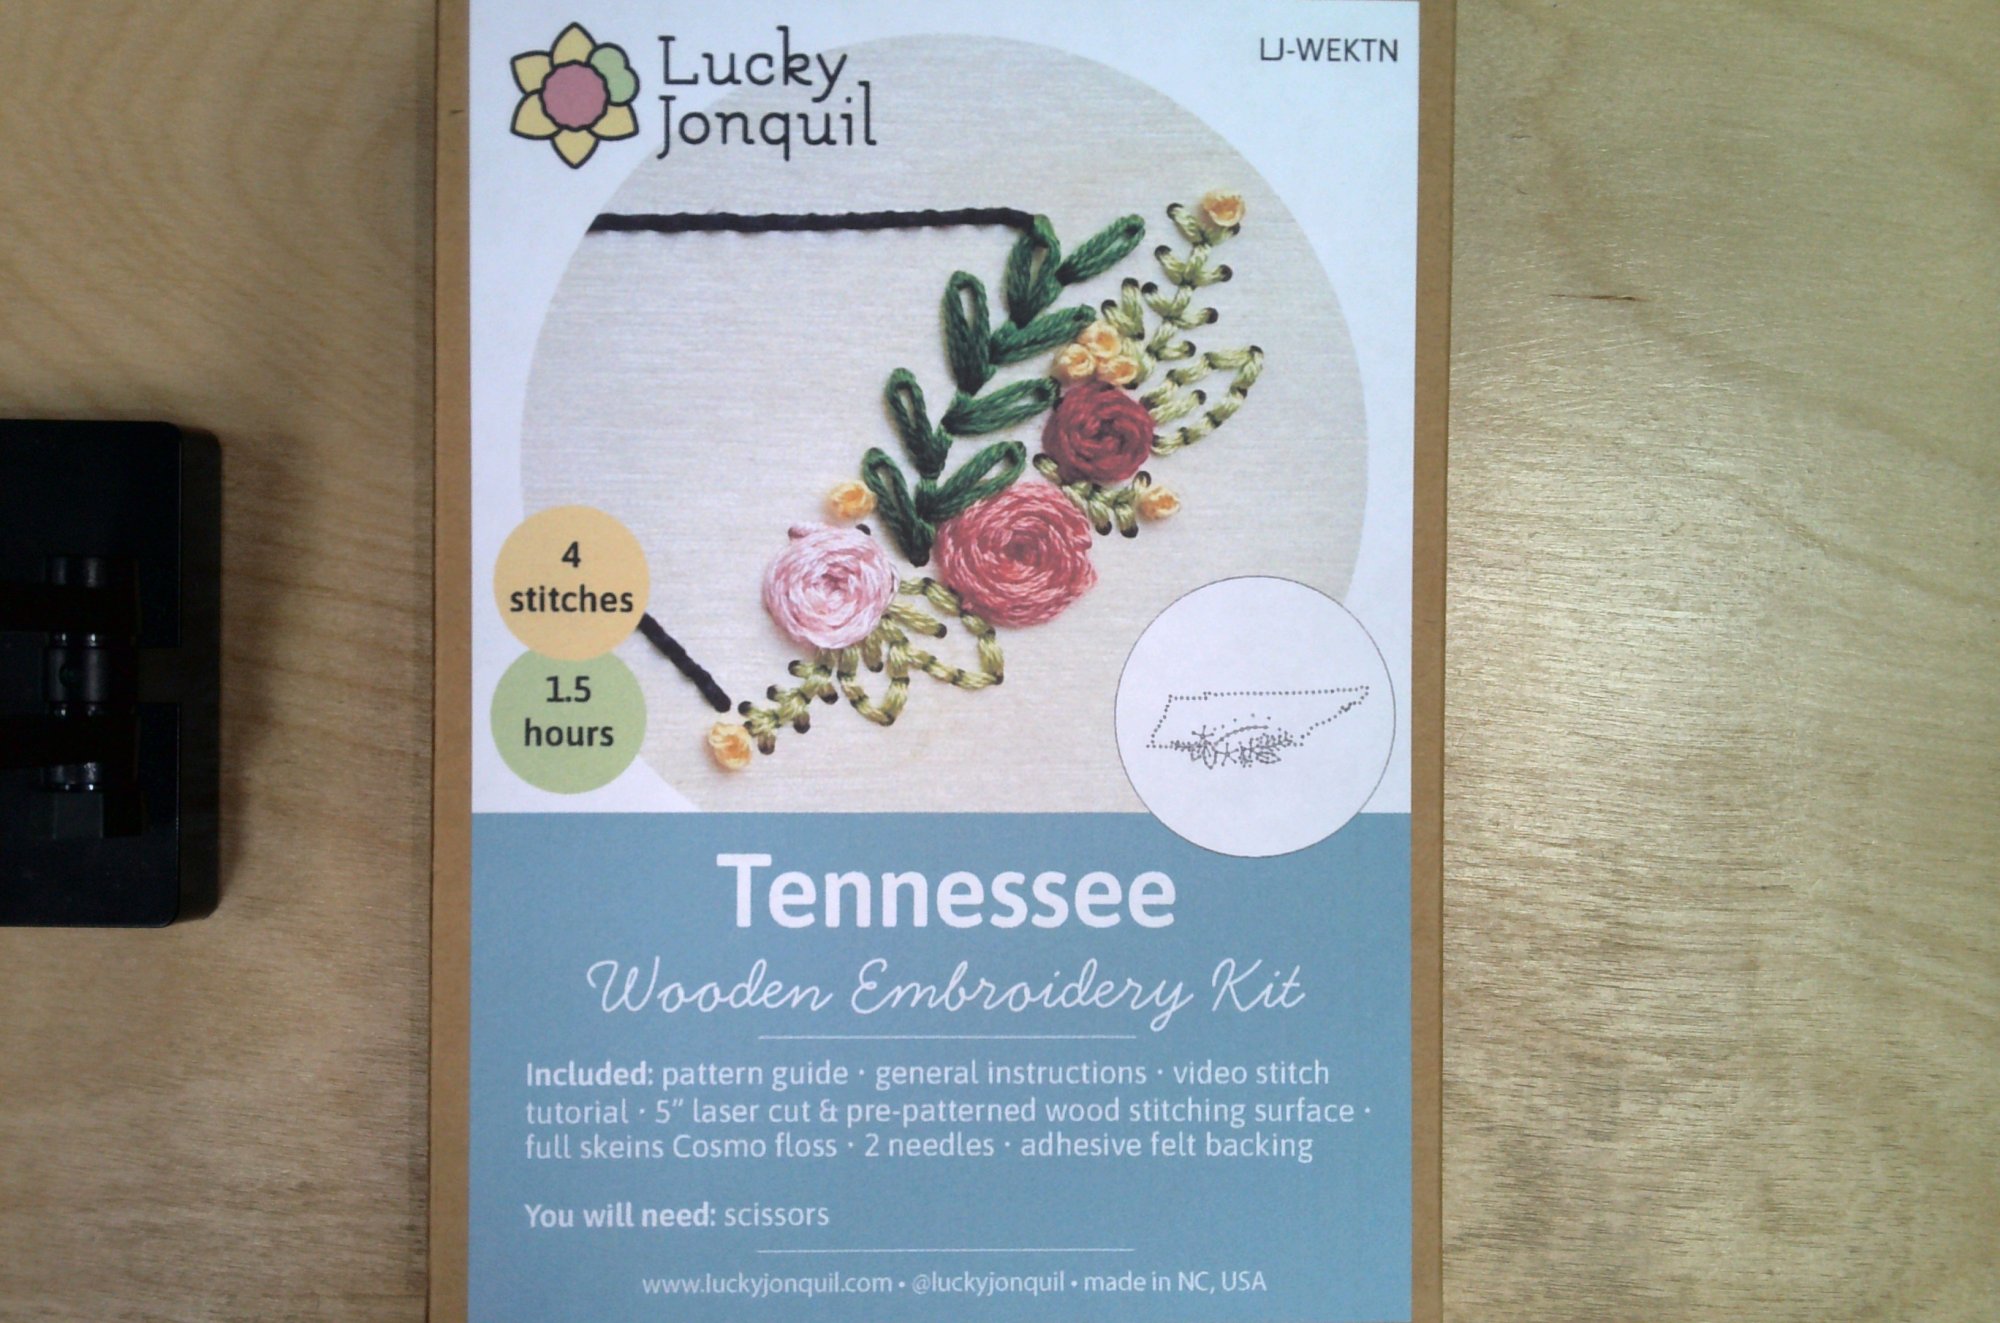 Lucky
Jonquil
LJ-WEKTN
4
stitches
1.5
hours
Tennessee
Wooden Embroidery Kit
Included: pattern guide · general instructions · video stitch
tutorial · 5” laser cut & pre-patterned wood stitching surface ·
full skeins Cosmo floss · 2 needles · adhesive felt backing
You will need: scissors
www.luckyjonquil.com • @luckyjonquil • made in NC, USA